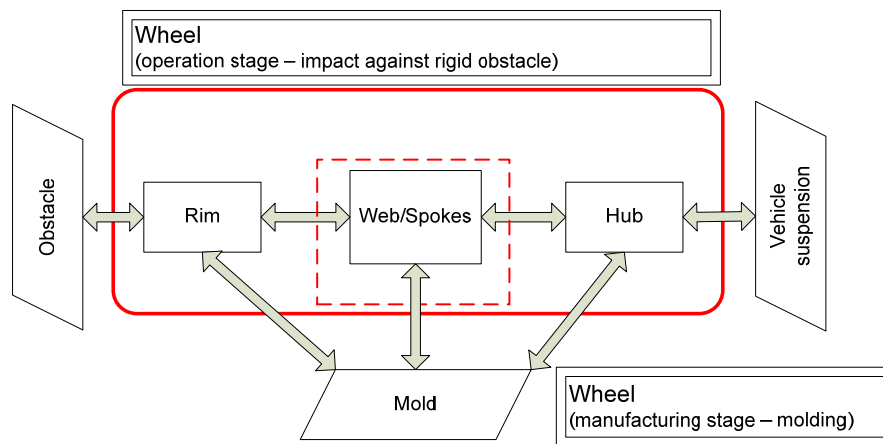 Wheel
(operation stage – impact against rigid obstacle)
Obstacle
Rim
Web/Spokes
Hub
Vehicle
suspension
Mold
Wheel
(manufacturing stage – molding)